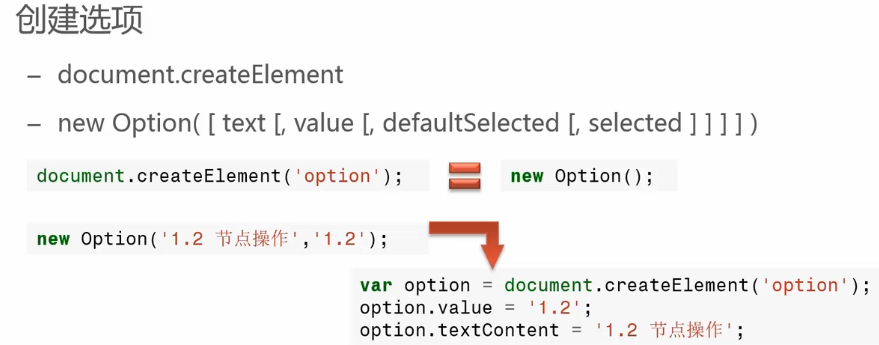 创建选项
– document.createElement
– new Option( [ text [, value [, defaultSelected [, selected ] ] ] ] )
document.createElement('option'); = new Option();
new Option('1.2 节点操作','1.2');
var option = document.createElement('option');
option.value = '1.2';
option.textContent = '1.2 节点操作';